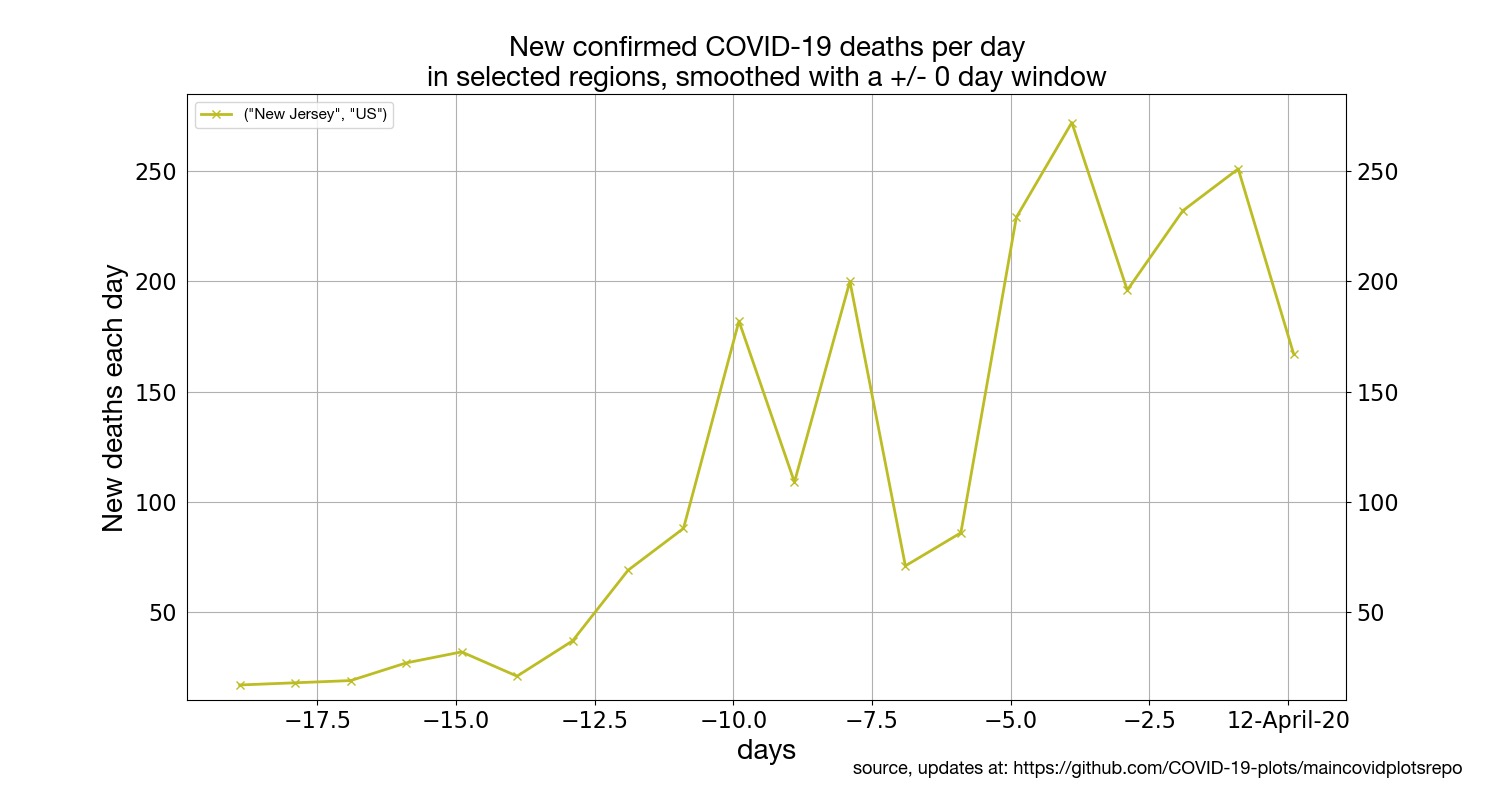 New confirmed COVID-19 deaths per day
in selected regions, smoothed with a +/- 0 day window
("New Jersey", "US")
250
200
150
100
50
250
200
150
100
50
New deaths each day
−17.5 −15.0 −12.5 −10.0 −7.5 −5.0 −2.5 12-April-20
days
source, updates at: https://github.com/COVID-19-plots/maincovidplotsrepo